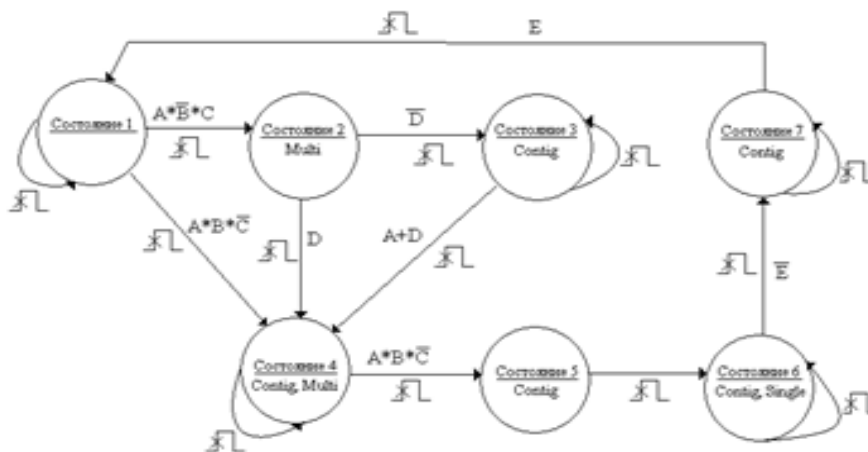 E
Состояние 1
A*B̅*C
Состояние 2
Multi
D̅
Состояние 3
Contig
Состояние 7
Contig
A*B*C̅
D
A+D
E̅
Состояние 4
Contig, Multi
A*B*C̅
Состояние 5
Contig
Состояние 6
Contig, Single